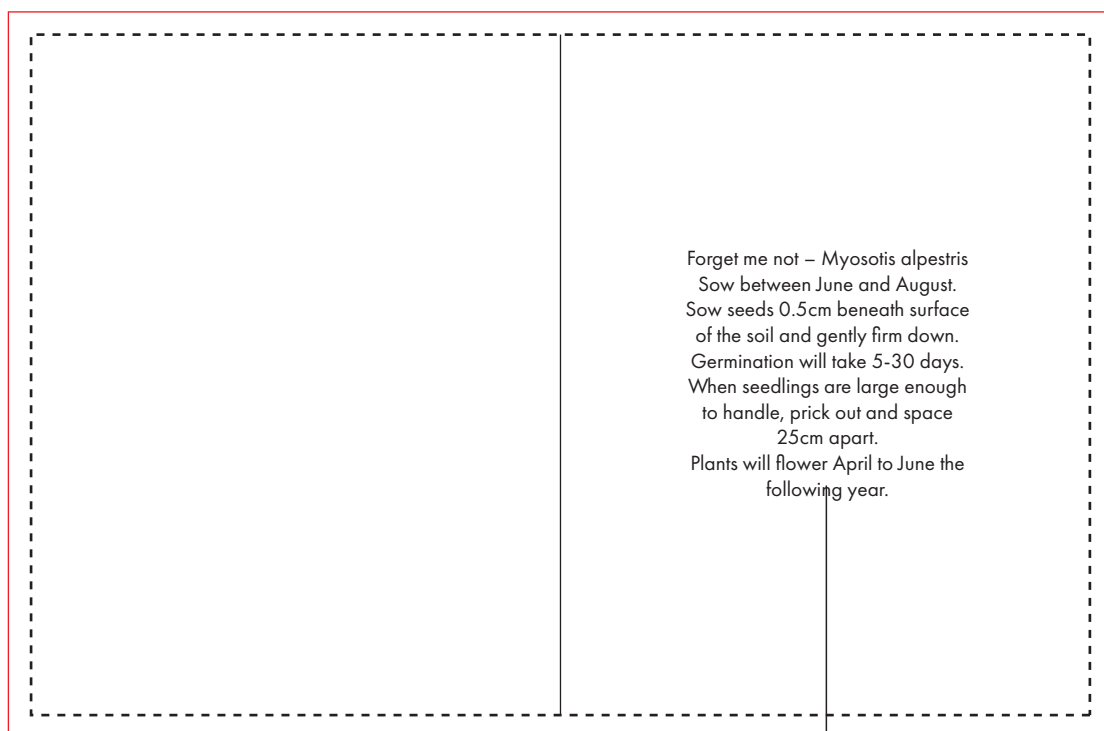 Forget me not – Myosotis alpestris
Sow between June and August.
Sow seeds 0.5cm beneath surface
of the soil and gently firm down.
Germination will take 5-30 days.
When seedlings are large enough
to handle, prick out and space
25cm apart.
Plants will flower April to June the
following year.